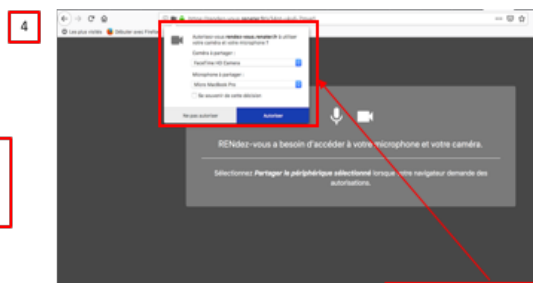 4
Les plus visités Débuter avec Firefox
Autorisez-vous rendez-vous.renater.fr à utiliser
votre caméra et votre microphone ?
Caméra à partager :
FaceTime HD Camera
Microphone à partager :
Micro MacBook Pro
Se souvenir de cette décision
Ne pas autoriser
Autoriser
RENdez-vous a besoin d'accéder à votre microphone et votre caméra.
Sélectionnez Partager le périphérique sélectionné lorsque votre navigateur demande des
autorisations.